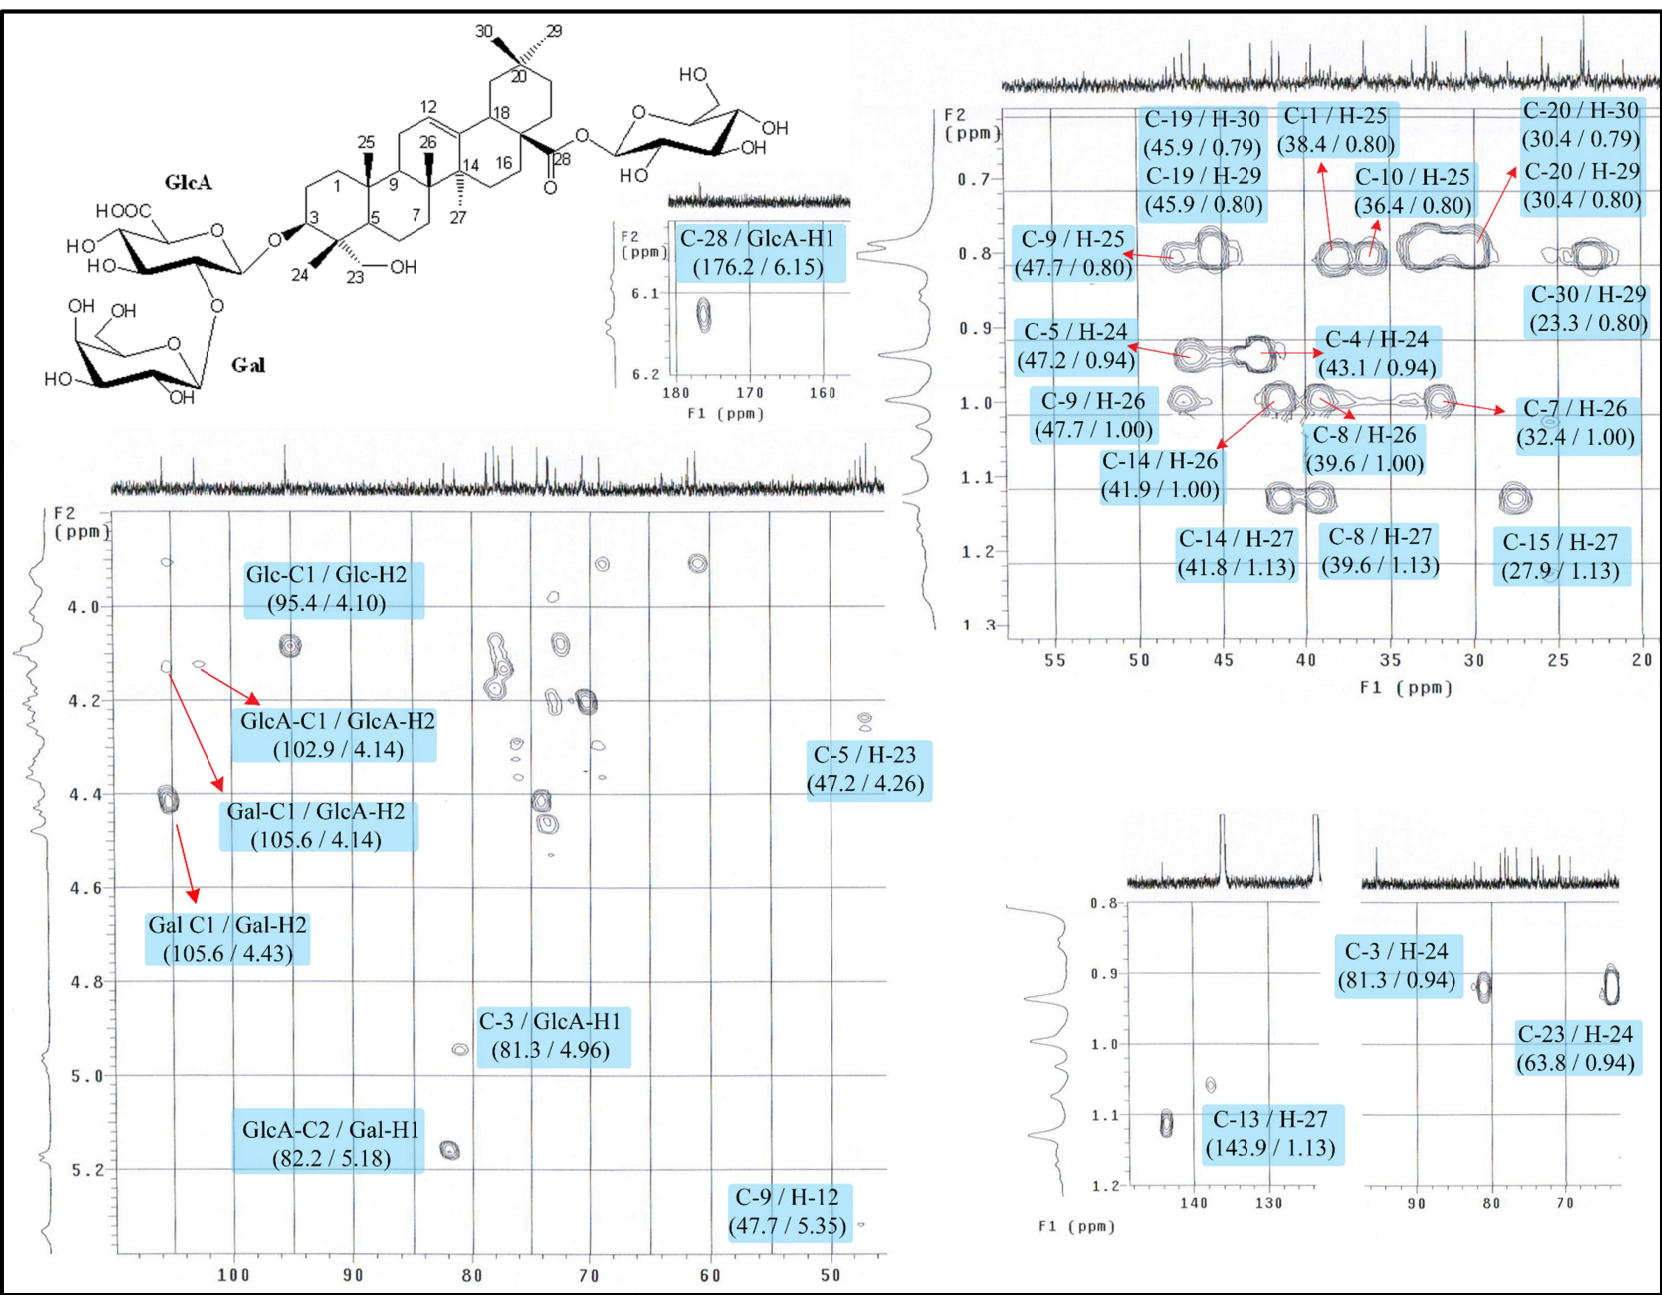 30
29
20
HO
12
18
OH
O
25
26
16
28
O
OH
O
HO
1
9
14
GlcA
HOOC
O
3
5
7
27
HO
HO
O
O
24
23
OH
OH
OH
O
O
HO
OH
Gal
F2
(ppm)
6.1
6.2
C-28 / GlcA-H1
(176.2 / 6.15)
180
170
160
F1 (ppm)
F2
(ppm)
0.7
0.8
0.9
1.0
1.1
1.2
1.3
C-19 / H-30
(45.9 / 0.79)
C-19 / H-29
(45.9 / 0.80)
C-1 / H-25
(38.4 / 0.80)
C-10 / H-25
(36.4 / 0.80)
C-20 / H-30
(30.4 / 0.79)
C-20 / H-29
(30.4 / 0.80)
C-9 / H-25
(47.7 / 0.80)
C-30 / H-29
(23.3 / 0.80)
C-5 / H-24
(47.2 / 0.94)
C-4 / H-24
(43.1 / 0.94)
C-9 / H-26
(47.7 / 1.00)
C-7 / H-26
(32.4 / 1.00)
C-8 / H-26
(39.6 / 1.00)
C-14 / H-26
(41.9 / 1.00)
C-14 / H-27
(41.8 / 1.13)
C-8 / H-27
(39.6 / 1.13)
C-15 / H-27
(27.9 / 1.13)
55
50
45
40
35
30
25
20
F1 (ppm)
F2
(ppm)
4.0
4.2
4.4
4.6
4.8
5.0
5.2
Glc-C1 / Glc-H2
(95.4 / 4.10)
GlcA-C1 / GlcA-H2
(102.9 / 4.14)
C-5 / H-23
(47.2 / 4.26)
Gal-C1 / GlcA-H2
(105.6 / 4.14)
Gal C1 / Gal-H2
(105.6 / 4.43)
C-3 / GlcA-H1
(81.3 / 4.96)
GlcA-C2 / Gal-H1
(82.2 / 5.18)
C-9 / H-12
(47.7 / 5.35)
100
90
80
70
60
50
0.8
0.9
1.0
1.1
1.2
C-3 / H-24
(81.3 / 0.94)
C-23 / H-24
(63.8 / 0.94)
C-13 / H-27
(143.9 / 1.13)
140
130
90
80
70
F1 (ppm)